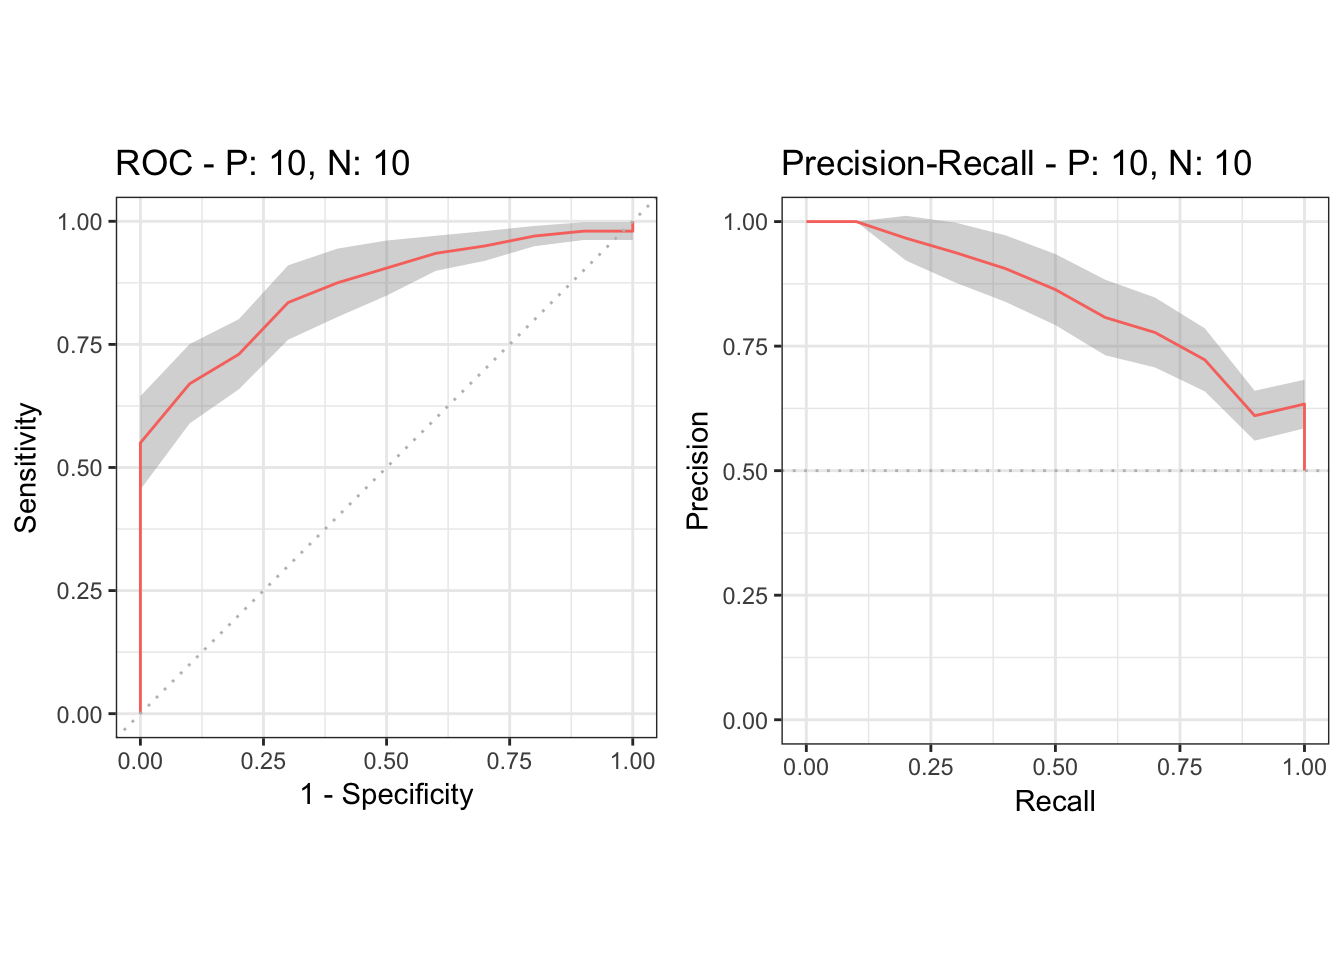 ROC - P: 10, N: 10
1.00
0.75
0.50
0.25
0.00
Sensitivity
0.00 0.25 0.50 0.75 1.00
1 - Specificity
Precision-Recall - P: 10, N: 10
1.00
0.75
0.50
0.25
0.00
Precision
0.00 0.25 0.50 0.75 1.00
Recall